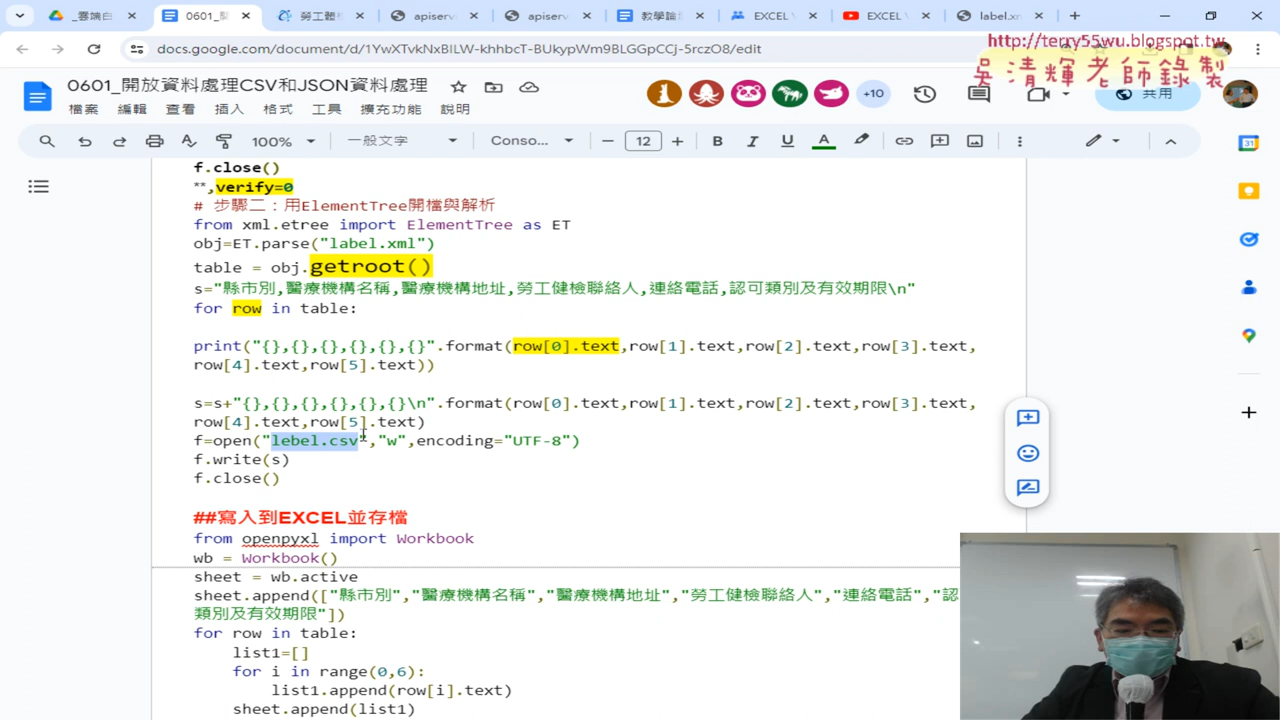 _雲端白
0601_
勞工體
apiserv
apiserv
教學論
EXCEL
EXCEL
label.xm
docs.google.com/document/d/1YwXTvkNxBILW-khhbcT-BUkypWm9BLGGpCCj-5rczO8/edit
http://terry55wu.blogspot.tw
吳清輝老師錄製
0601_開放資料處理CSV和JSON資料處理
+10
共用
檔案 編輯 查看 插入 格式 工具 擴充功能 說明
100% 一般文字 Conso... 12 B I U A
f.close()
**,verify=0
# 步驟二：用ElementTree開檔與解析
from xml.etree import ElementTree as ET
obj=ET.parse("label.xml")
table = obj.getroot()
s="縣市別,醫療機構名稱,醫療機構地址,勞工健檢聯絡人,連絡電話,認可類別及有效期限\n"
for row in table:
print("{},{},{},{},{},{}".format(row[0].text,row[1].text,row[2].text,row[3].text,
row[4].text,row[5].text))
s=s+"{},{},{},{},{},{}\n".format(row[0].text,row[1].text,row[2].text,row[3].text,
row[4].text,row[5].text)
f=open("lebel.csv","w",encoding="UTF-8")
f.write(s)
f.close()
##寫入到EXCEL並存檔
from openpyxl import Workbook
wb = Workbook()
sheet = wb.active
sheet.append(["縣市別","醫療機構名稱","醫療機構地址","勞工健檢聯絡人","連絡電話","認
類別及有效期限"])
for row in table:
list1=[]
for i in range(0,6):
list1.append(row[i].text)
sheet.append(list1)